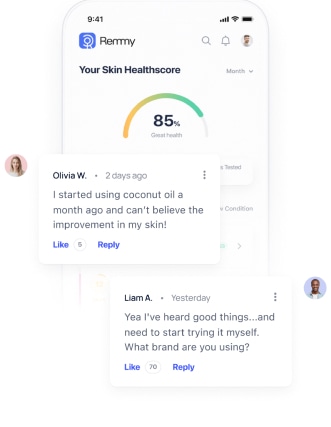 9:41
Remmy
Your Skin Healthscore
Month
85%
Great health
s Tested
Olivia W. • 2 days ago
I started using coconut oil a
month ago and can't believe the
improvement in my skin!
Like 5 Reply
Condition
Liam A. • Yesterday
Yea I've heard good things...and
need to start trying it myself.
What brand are you using?
Like 70 Reply